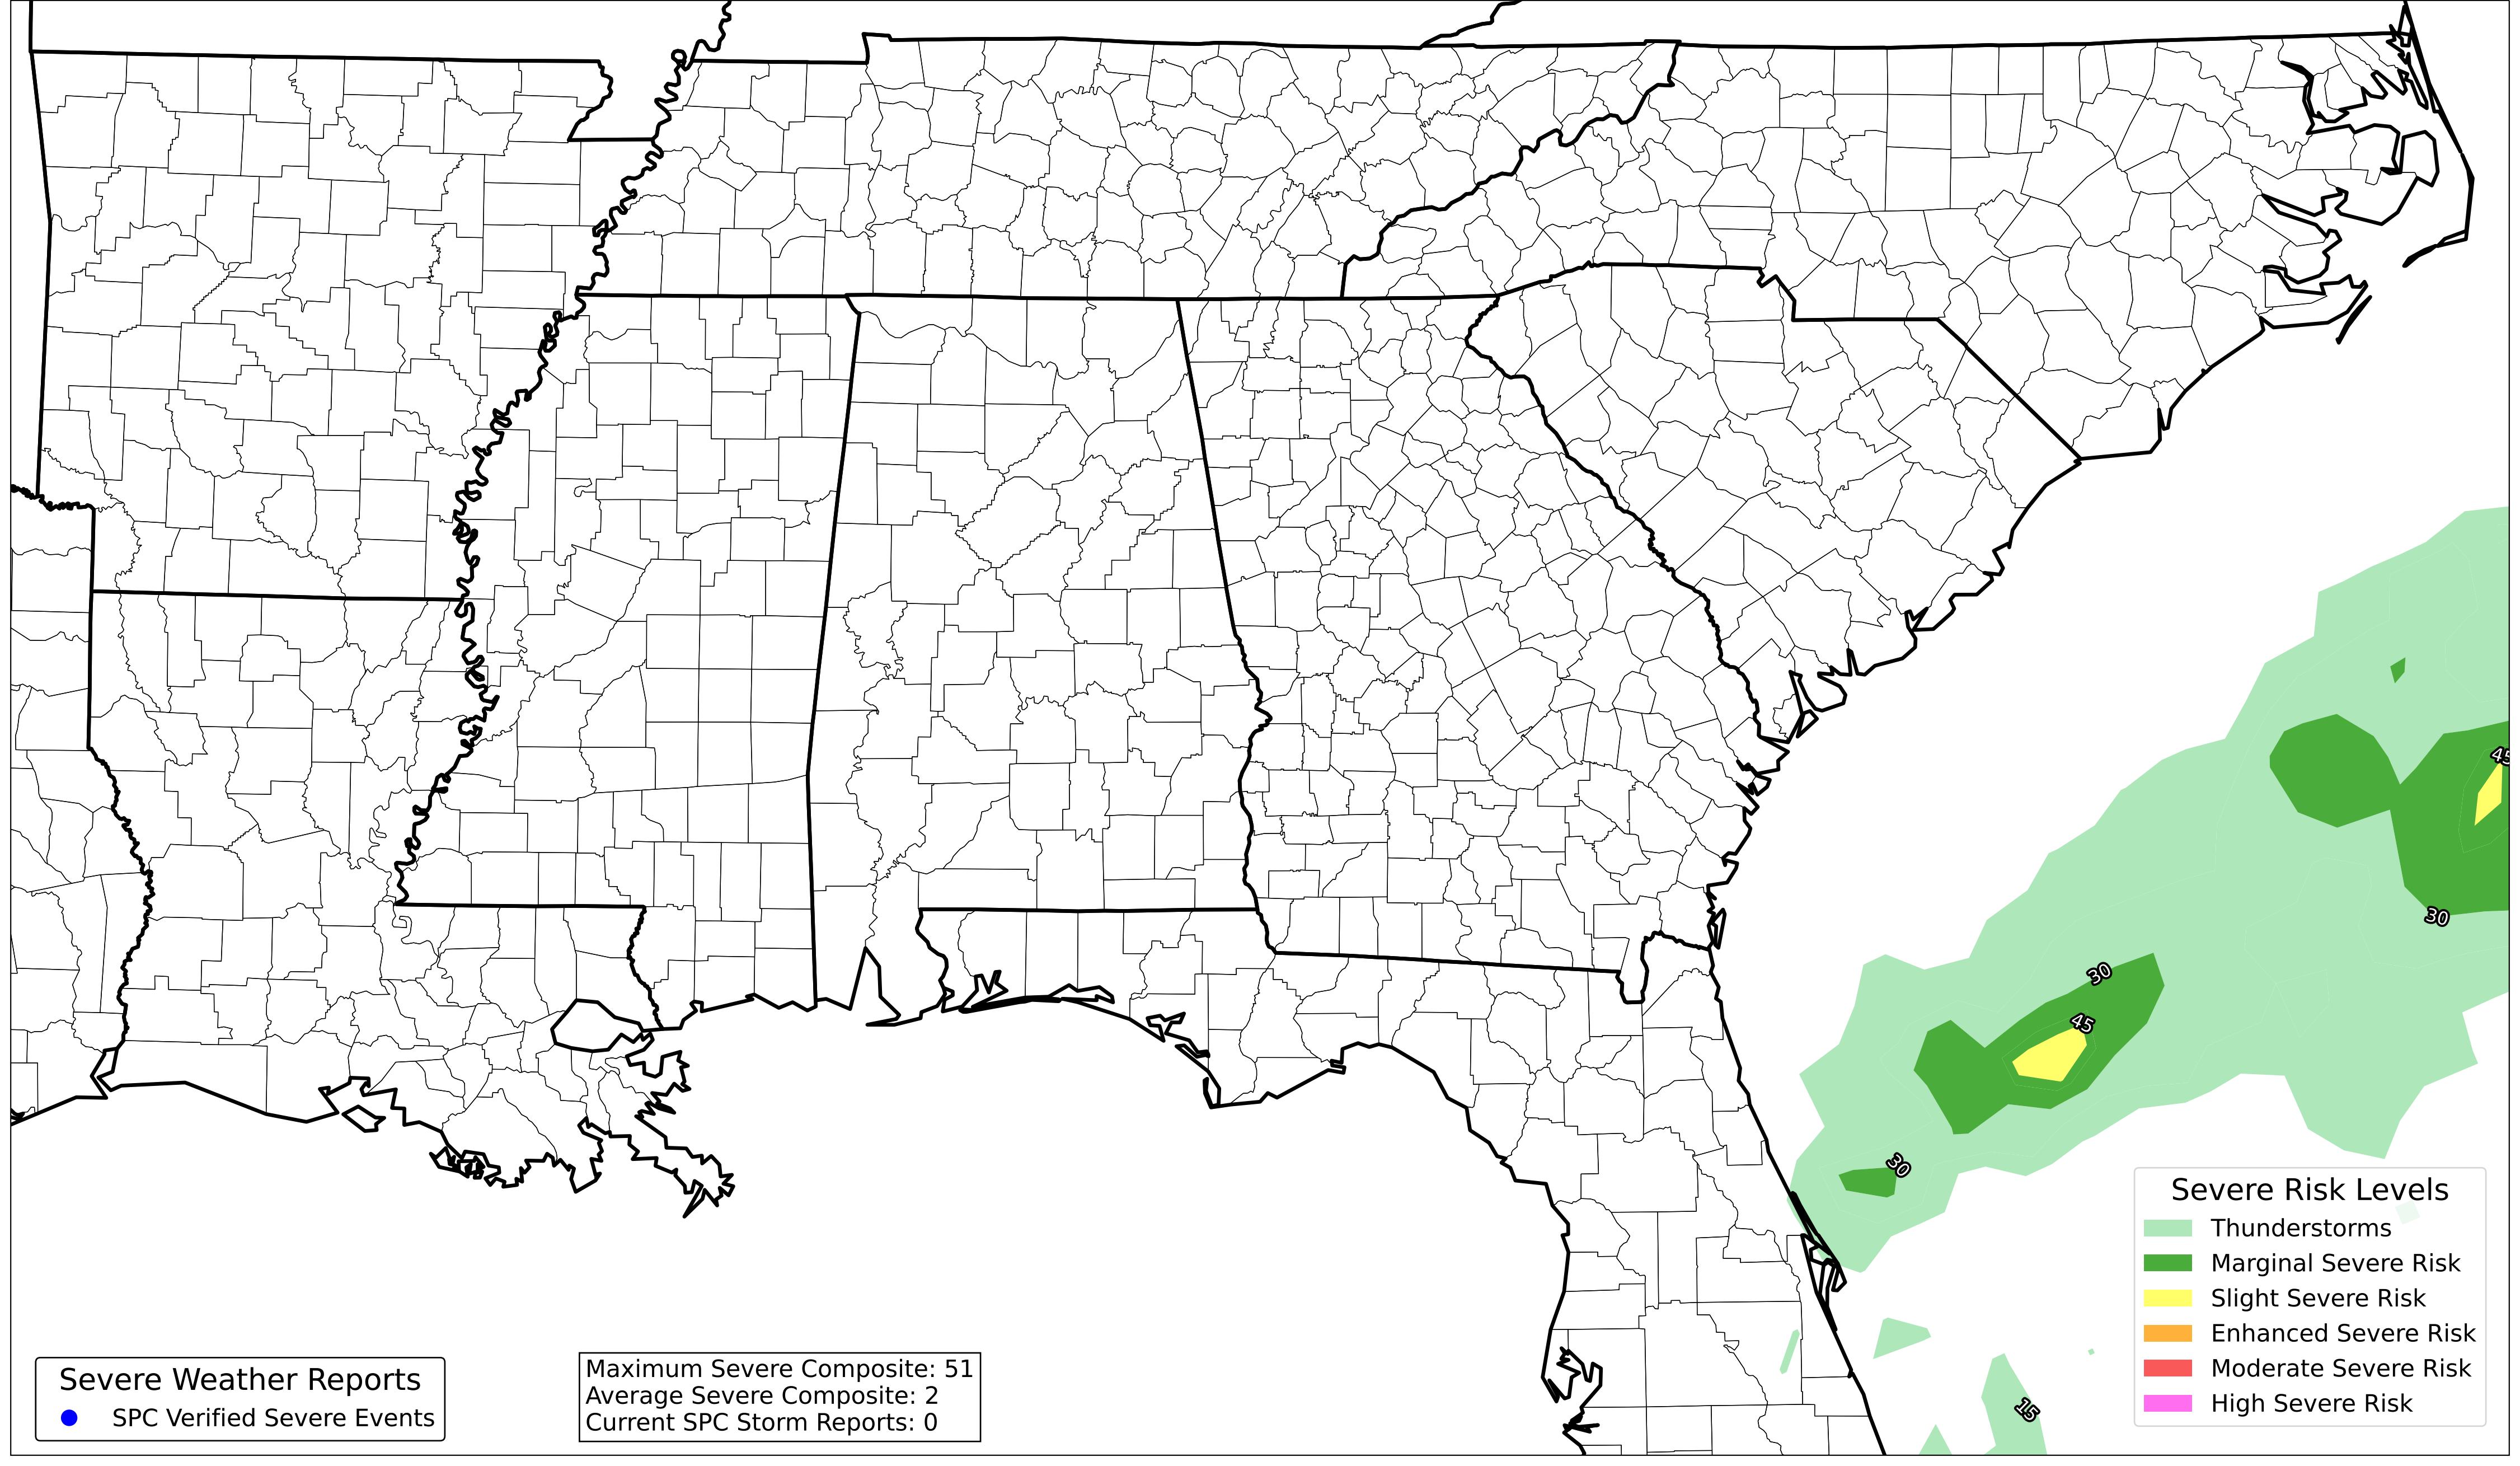 45
30
30
45
30
Severe Risk Levels
Thunderstorms
Marginal Severe Risk
Slight Severe Risk
Enhanced Severe Risk
Moderate Severe Risk
High Severe Risk
15
Severe Weather Reports
SPC Verified Severe Events
Maximum Severe Composite: 51
Average Severe Composite: 2
Current SPC Storm Reports: 0